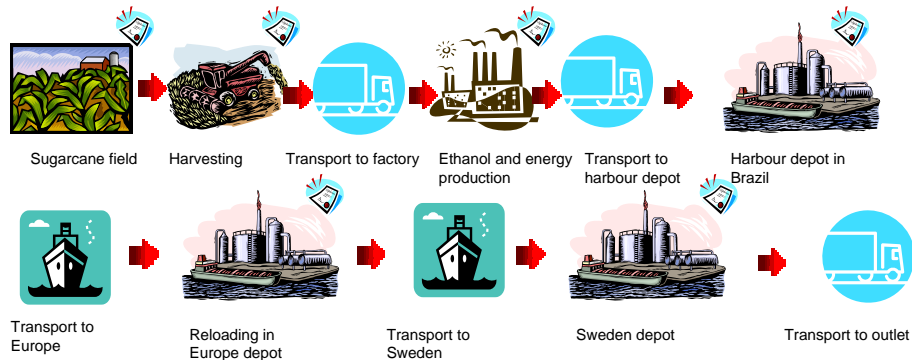 Sugarcane field
Harvesting
Transport to factory
Ethanol and energy
production
Transport to
harbour depot
Harbour depot in
Brazil
Transport to
Europe
Reloading in
Europe depot
Transport to
Sweden
Sweden depot
Transport to outlet